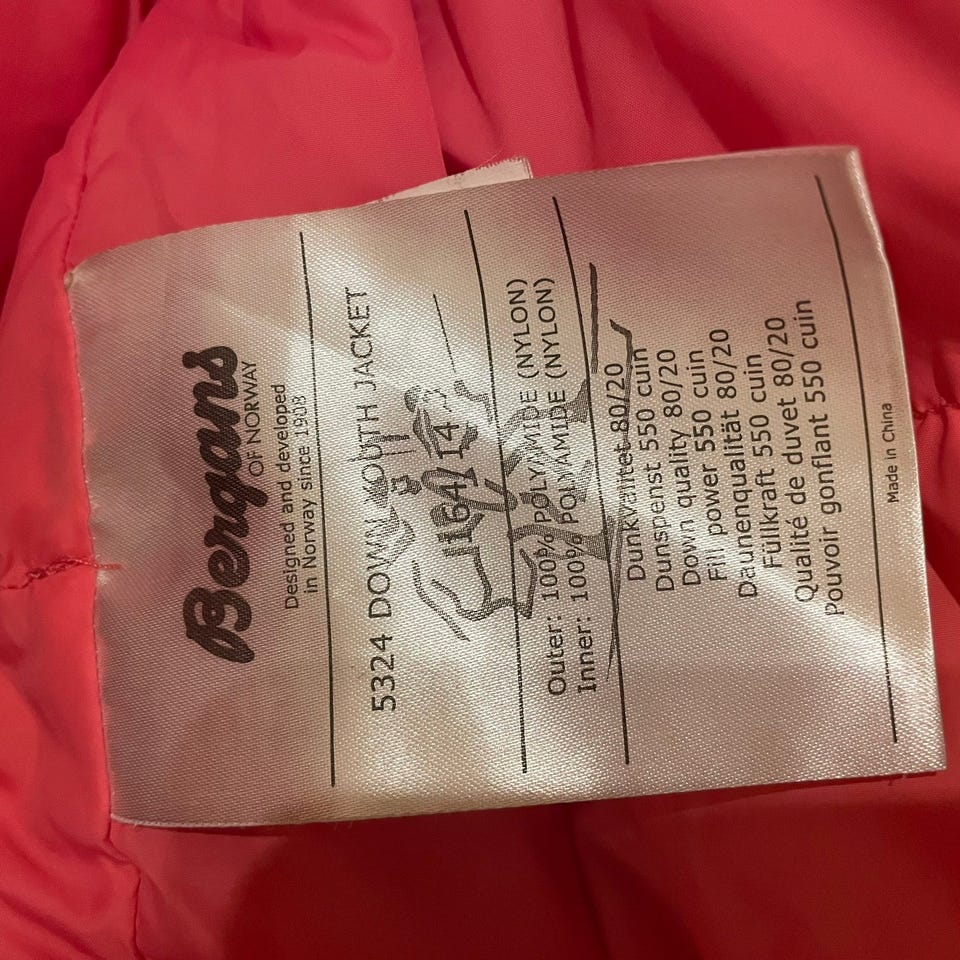 Bergans
OF NORWAY
Designed and developed
in Norway since 1908
5324 DOWN YOUTH JACKET
164/14
Outer: 100% POLYAMIDE (NYLON)
Inner: 100% POLYAMIDE (NYLON)
Dunkvalitet 80/20
Dunspenst 550 cuin
Down quality 80/20
Fill power 550 cuin
Daunenqualität 80/20
Füllkraft 550 cuin
Qualité de duvet 80/20
Pouvoir gonflant 550 cuin
Made in China